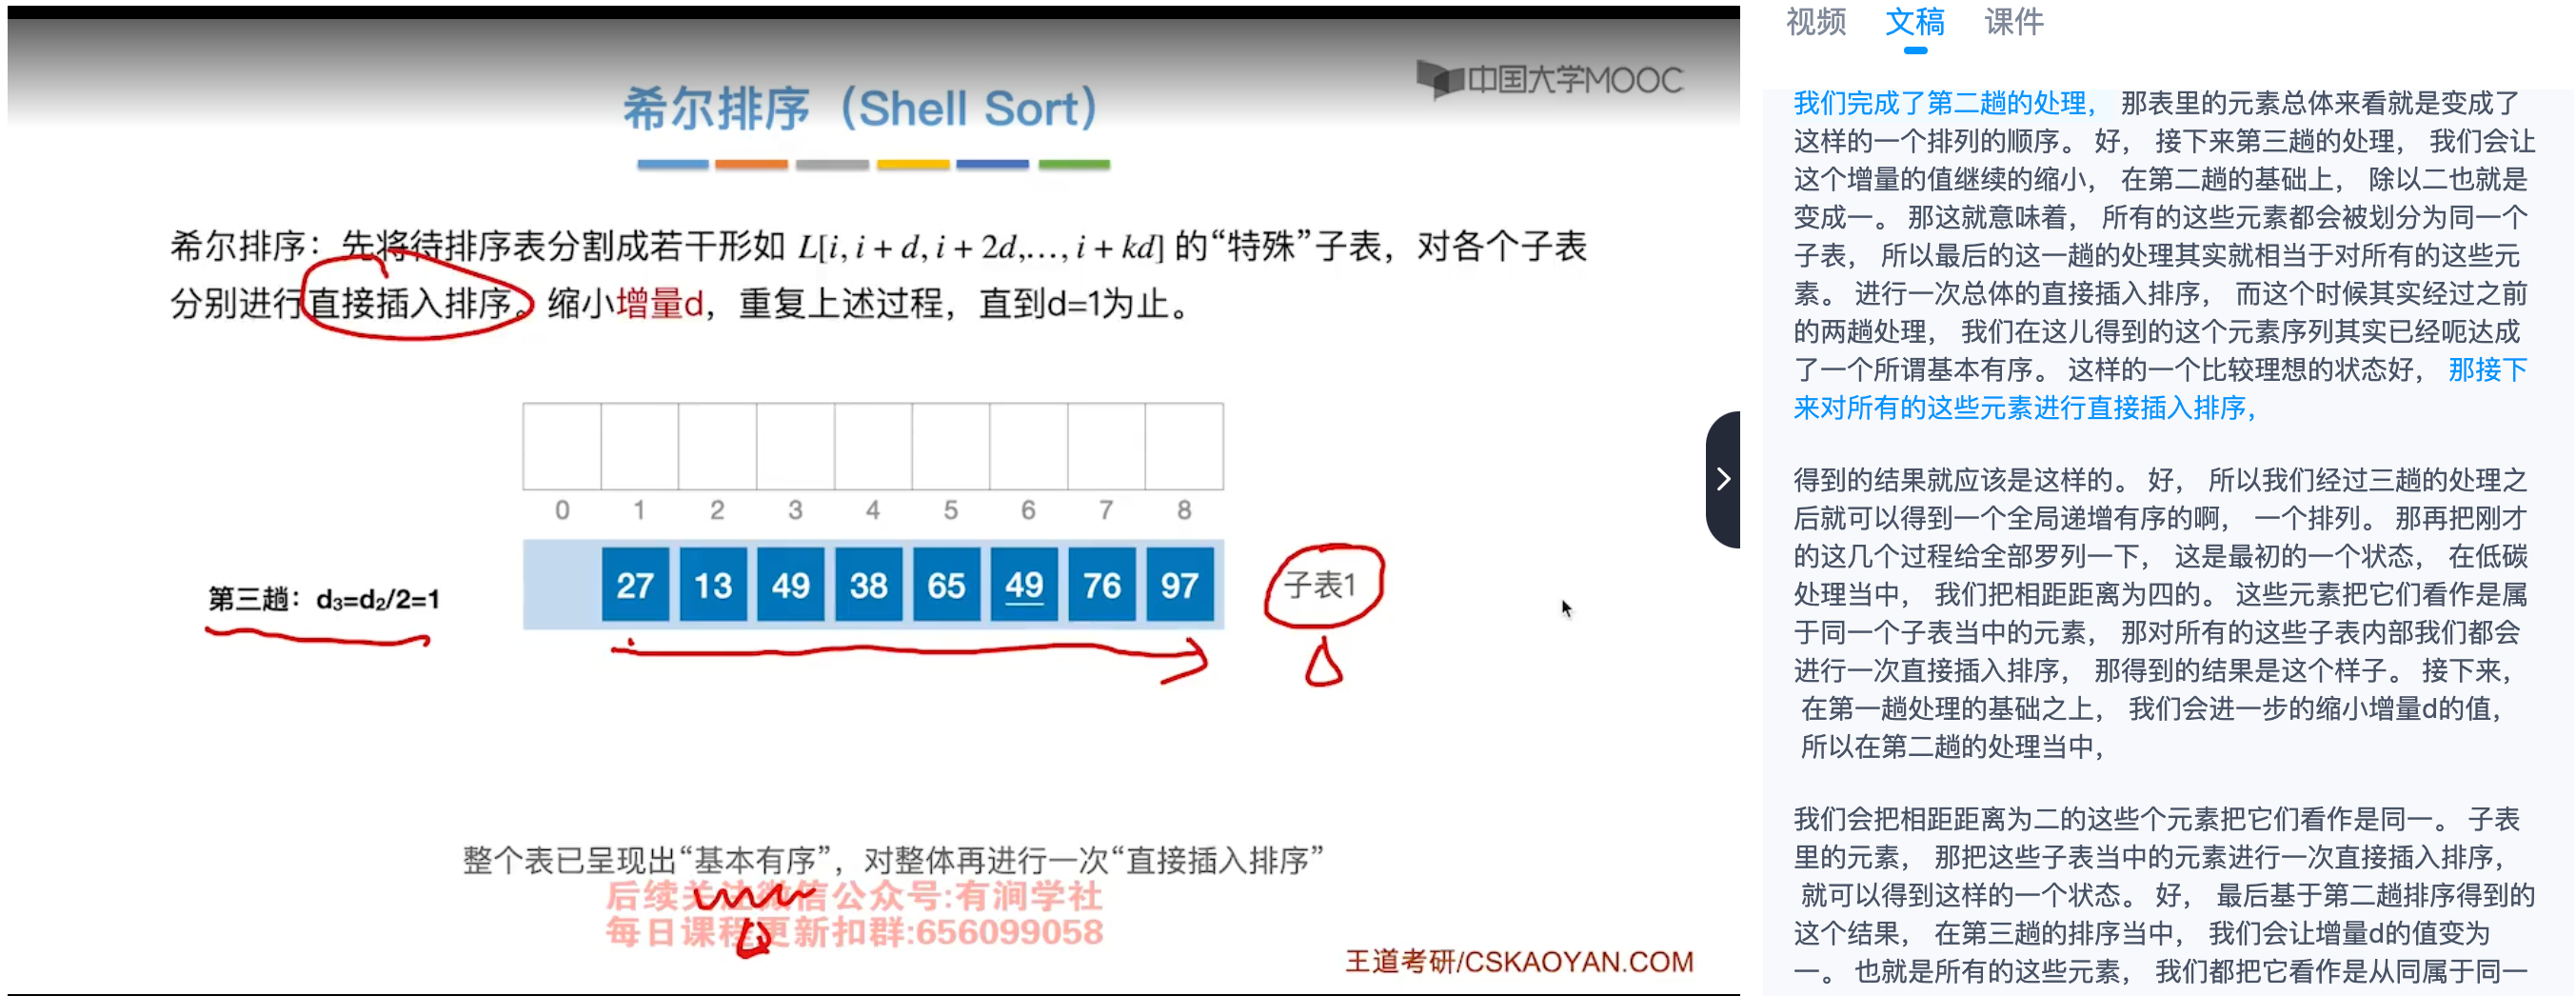 中国大学MOOC
希尔排序（Shell Sort）
希尔排序：先将待排序表分割成若干形如 L[i, i + d, i + 2d,…, i + kd] 的“特殊”子表，对各个子表
分别进行直接插入排序。缩小增量d，重复上述过程，直到d=1为止。
0 1 2 3 4 5 6 7 8
第三趟：d₃=d₂/2=1
27 13 49 38 65 49 76 97
子表1
整个表已呈现出“基本有序”，对整体再进行一次“直接插入排序”
后续关注微信公众号:有涧学社
每日课程更新扣群:656099058
王道考研/CSKAOYAN.COM
视频 文稿 课件
我们完成了第二趟的处理， 那表里的元素总体来看就是变成了
这样的一个排列的顺序。 好， 接下来第三趟的处理， 我们会让
这个增量的值继续的缩小， 在第二趟的基础上， 除以二也就是
变成一。 那这就意味着， 所有的这些元素都会被划分为同一个
子表， 所以最后的这一趟的处理其实就相当于对所有的这些元
素。 进行一次总体的直接插入排序， 而这个时候其实经过之前
的两趟处理， 我们在这儿得到的这个元素序列其实已经呃达成
了一个所谓基本有序。 这样的一个比较理想的状态好， 那接下
来对所有的这些元素进行直接插入排序，
得到的结果就应该是这样的。 好， 所以我们经过三趟的处理之
后就可以得到一个全局递增有序的啊， 一个排列。 那再把刚才
的这几个过程给全部罗列一下， 这是最初的一个状态， 在低碳
处理当中， 我们把相距距离为四的。 这些元素把它们看作是属
于同一个子表当中的元素， 那对所有的这些子表内部我们都会
进行一次直接插入排序， 那得到的结果是这个样子。 接下来，
在第一趟处理的基础之上， 我们会进一步的缩小增量d的值，
所以在第二趟的处理当中，
我们会把相距距离为二的这些个元素把它们看作是同一。 子表
里的元素， 那把这些子表当中的元素进行一次直接插入排序，
就可以得到这样的一个状态。 好， 最后基于第二趟排序得到的
这个结果， 在第三趟的排序当中， 我们会让增量d的值变为
一。 也就是所有的这些元素， 我们都把它看作是从同属于同一